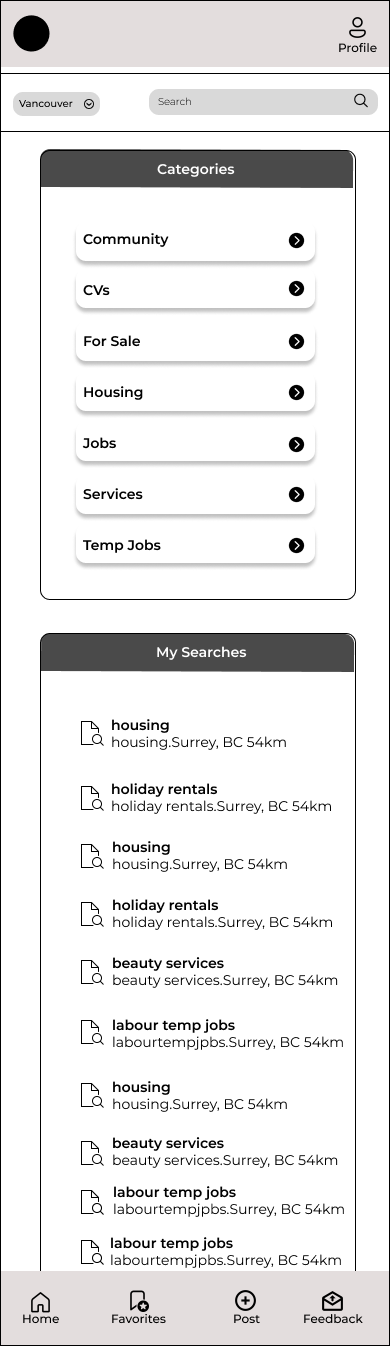 Profile
Vancouver
Search
Categories
Community
CVs
For Sale
Housing
Jobs
Services
Temp Jobs
My Searches
housing
housing.Surrey, BC 54km
holiday rentals
holiday rentals.Surrey, BC 54km
housing
housing.Surrey, BC 54km
holiday rentals
holiday rentals.Surrey, BC 54km
beauty services
beauty services.Surrey, BC 54km
labour temp jobs
labourtempjpbs.Surrey, BC 54km
housing
housing.Surrey, BC 54km
beauty services
beauty services.Surrey, BC 54km
labour temp jobs
labourtempjpbs.Surrey, BC 54km
labour temp jobs
labourtempjpbs.Surrey, BC 54km
Home
Favorites
Post
Feedback